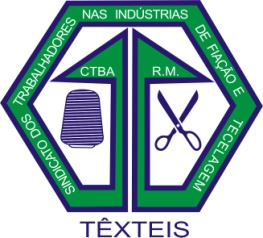 SINDICATO DOS TRABALHADORES NAS INDÚSTRIAS DE FIAÇÃO E TECELAGEM
CTBA R.M.
TÊXTEIS